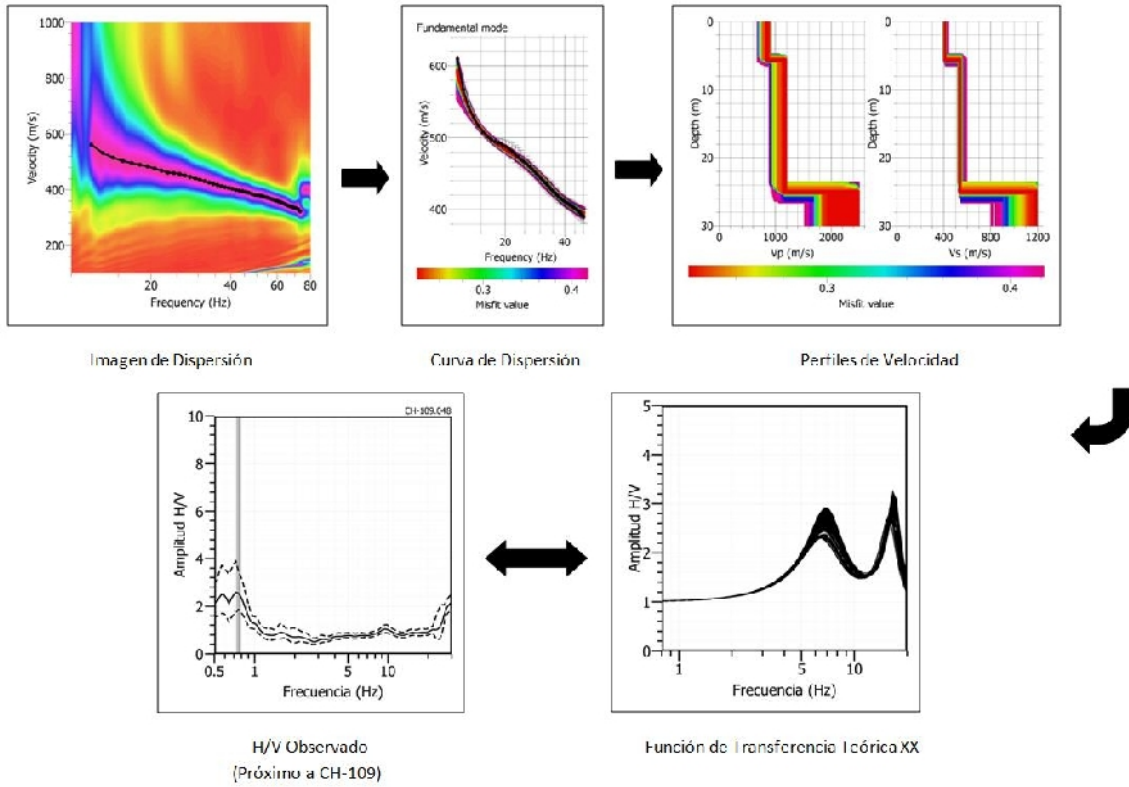 1000
800
600
400
200
Velocity (m/s)
20
40
60
80
Frequency (Hz)
Imagen de Dispersión
Fundamental mode
600
500
400
Velocity (m/s)
20
40
Frequency (Hz)
0.3
0.4
Misfit value
Curva de Dispersión
0
10
20
30
Depth (m)
0
1000
2000
Vp (m/s)
0
10
20
30
Depth (m)
0
400
800
1200
Vs (m/s)
0.3
0.4
Misfit value
Perfiles de Velocidad
CH-109.048
10
8
6
4
2
0
Amplitud H/V
0.5
1
5
10
Frecuencia (Hz)
H/V Observado
(Próximo a CH-109)
5
4
3
2
1
0
Amplitud H/V
1
5
10
Frecuencia (Hz)
Función de Transferencia Teórica XX